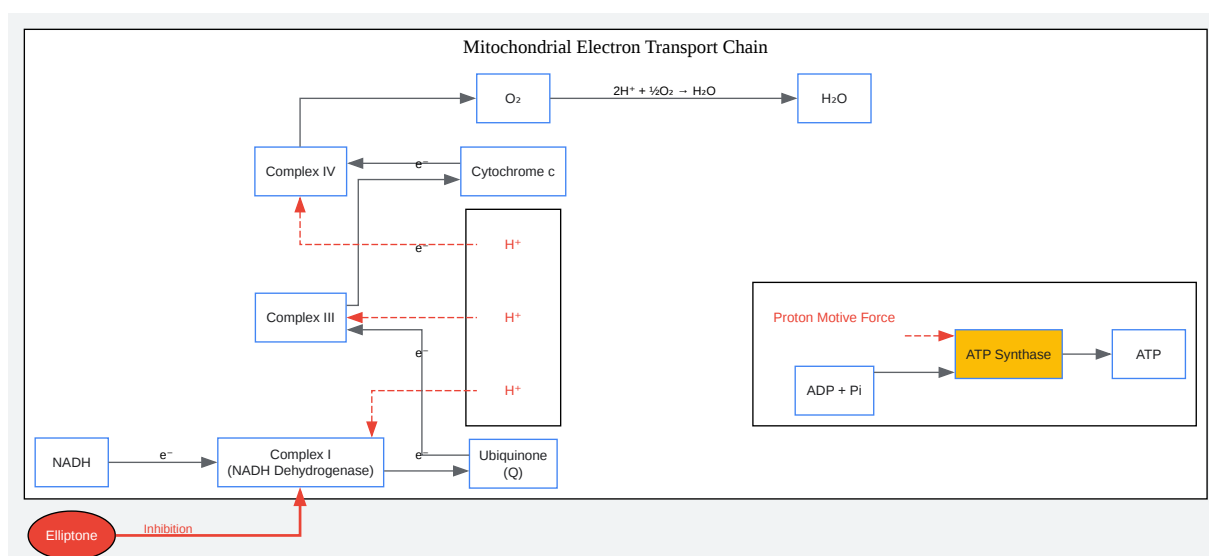 Mitochondrial Electron Transport Chain
O₂
2H⁺ + ½O₂ → H₂O
H₂O
Complex IV
e⁻
Cytochrome c
e⁻
H⁺
Complex III
H⁺
e⁻
Proton Motive Force
ATP Synthase
ATP
ADP + Pi
H⁺
NADH
e⁻
Complex I
(NADH Dehydrogenase)
e⁻
Ubiquinone
(Q)
Elliptone
Inhibition